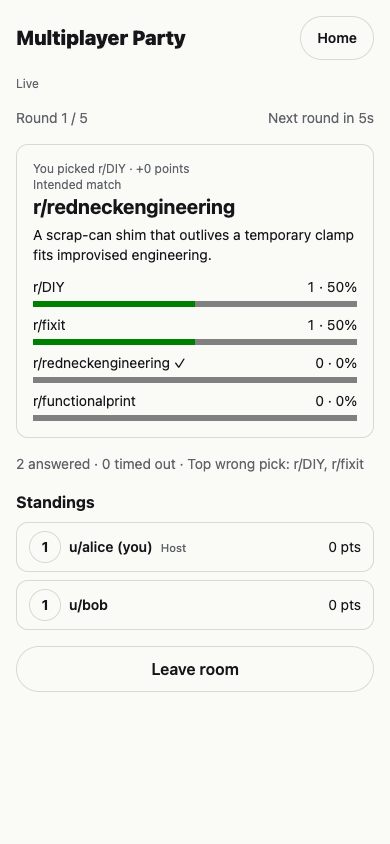 Multiplayer Party
Home
Live
Round 1 / 5
Next round in 5s
You picked r/DIY · +0 points
Intended match
r/redneckengineering
A scrap-can shim that outlives a temporary clamp
fits improvised engineering.
r/DIY 1 · 50%
r/fixit 1 · 50%
r/redneckengineering ✓ 0 · 0%
r/functionalprint 0 · 0%
2 answered · 0 timed out · Top wrong pick: r/DIY, r/fixit
Standings
1 u/alice (you) Host 0 pts
1 u/bob 0 pts
Leave room